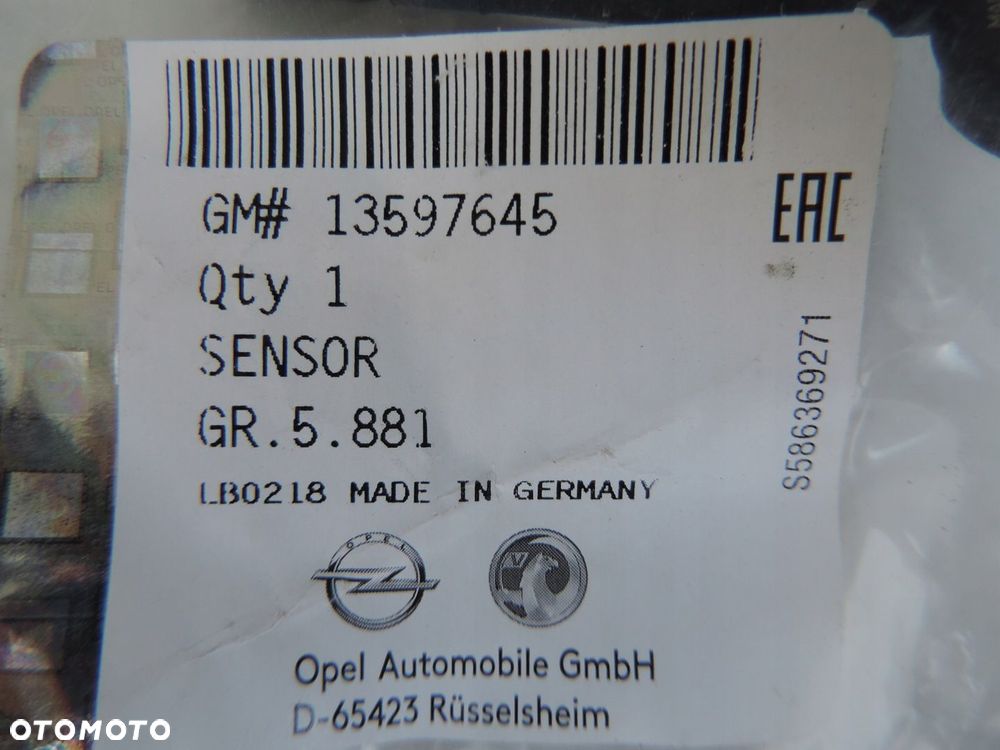 GM# 13597645
EAC
Qty 1
SENSOR
GR.5.881
S586369271
LB0218 MADE IN GERMANY
OPEL
V
Opel Automobile GmbH
D-65423 Rüsselsheim
OTOMOTO